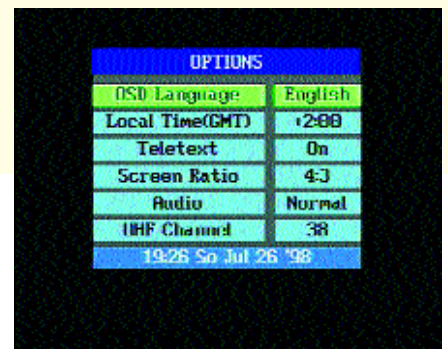 OPTIONS
OSD Language English
Local Time(GMT) +2:00
Teletext On
Screen Ratio 4:3
Audio Normal
UHF Channel 38
19:26 So Jul 26 '98